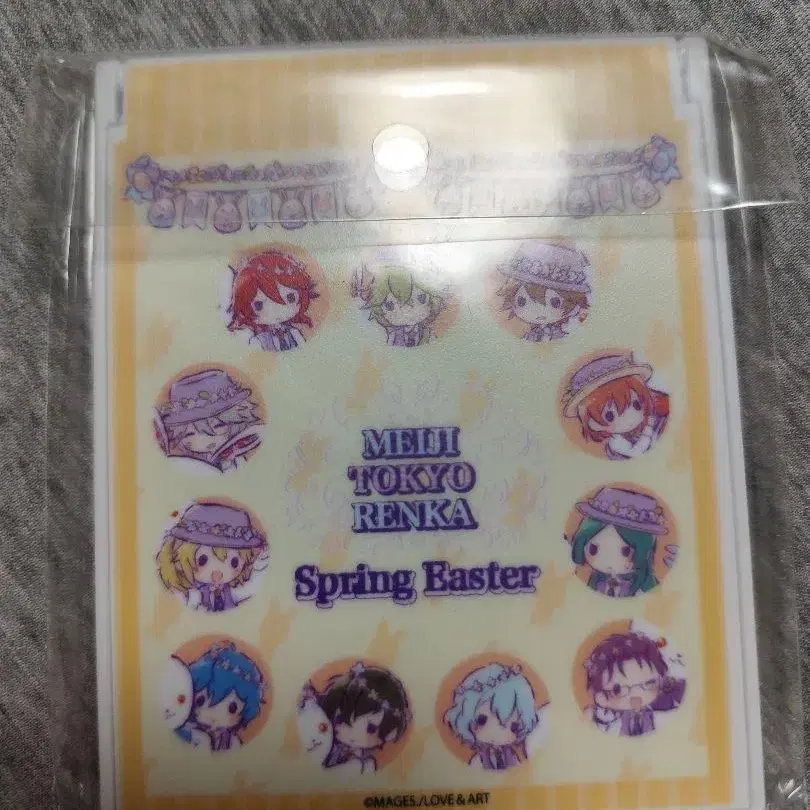 MEIJI
TOKYO
RENKA
Spring Easter
©MAGES./LOVE & ART